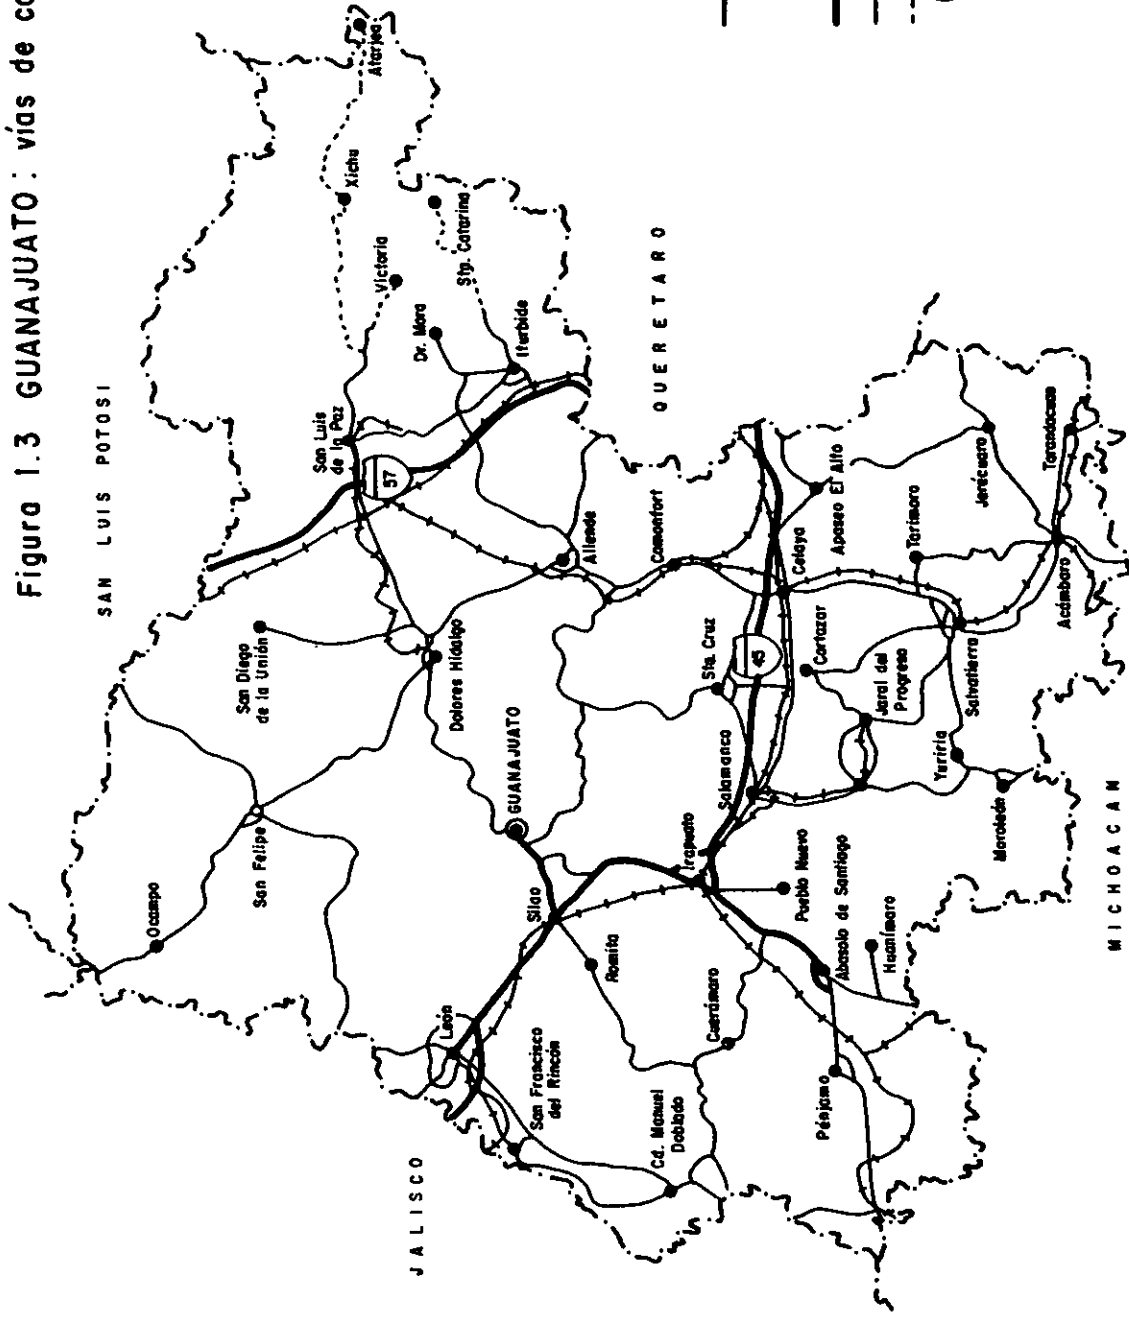 Figura 1.3 GUANAJUATO: vías de co
SAN LUIS POTOSI
JALISCO
QUERETARO
MICHOACAN
Ocampo
San Felipe
San Diego
de la Unión
San Luis
de la Paz
57
Victoria
Xichu
Atarjea
Dr. Mora
Sta. Catarina
Iturbide
Dolores Hidalgo
GUANAJUATO
Allende
León
San Francisco
del Rincón
Silao
Romita
Cd. Manuel
Doblado
Cuerámaro
Irapuato
Salamanca
Sta. Cruz
45
Comonfort
Celaya
Apaseo El Alto
Cortazar
Pueblo Nuevo
Abasolo de Santiago
Huanímaro
Pénjamo
Jaral del
Progreso
Tarimoro
Salvatierra
Yuriria
Moroleón
Jerécuaro
Acámbaro
Tarandacuao